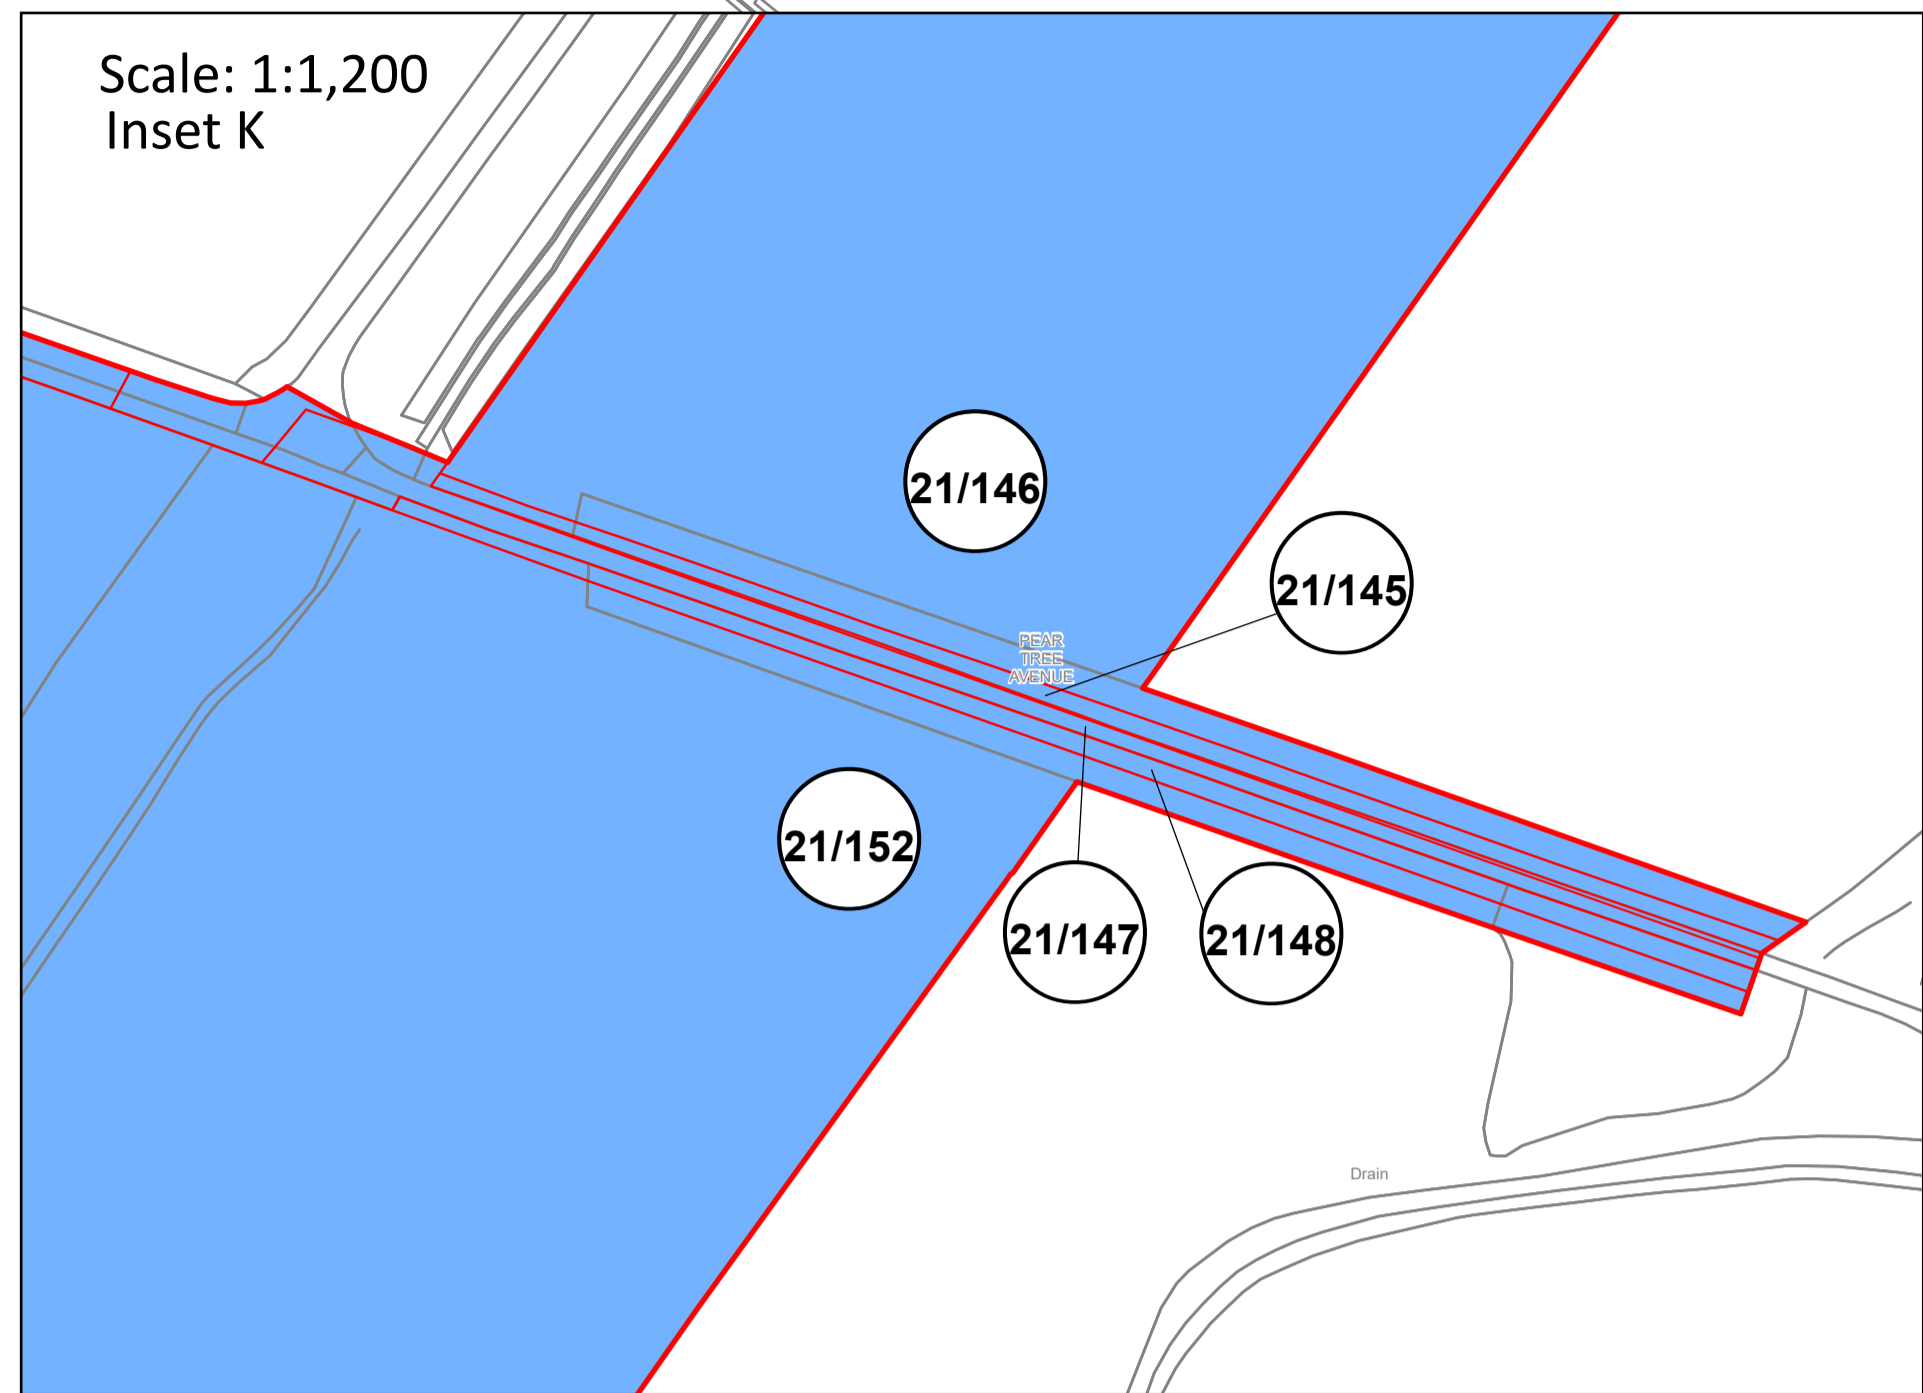 Scale: 1:1,200
Inset K
21/146
21/145
PEAR
TREE
AVENUE
21/152
21/147
21/148
Drain